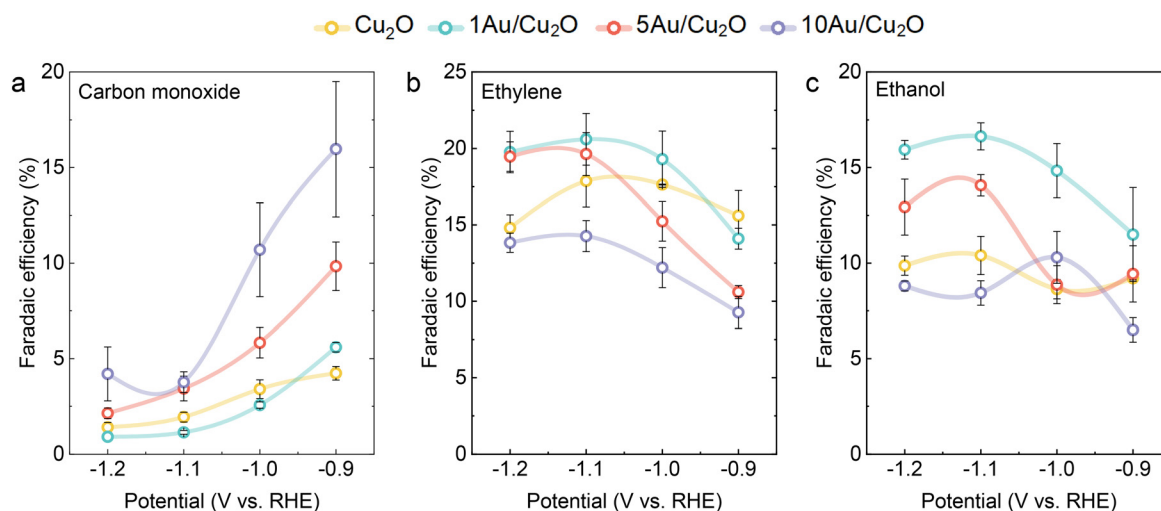 Cu₂O 1Au/Cu₂O 5Au/Cu₂O 10Au/Cu₂O
a
Carbon monoxide
Faradaic efficiency (%)
20
15
10
5
0
-1.2 -1.1 -1.0 -0.9
Potential (V vs. RHE)
b
Ethylene
Faradaic efficiency (%)
25
20
15
10
5
0
-1.2 -1.1 -1.0 -0.9
Potential (V vs. RHE)
c
Ethanol
Faradaic efficiency (%)
20
15
10
5
0
-1.2 -1.1 -1.0 -0.9
Potential (V vs. RHE)